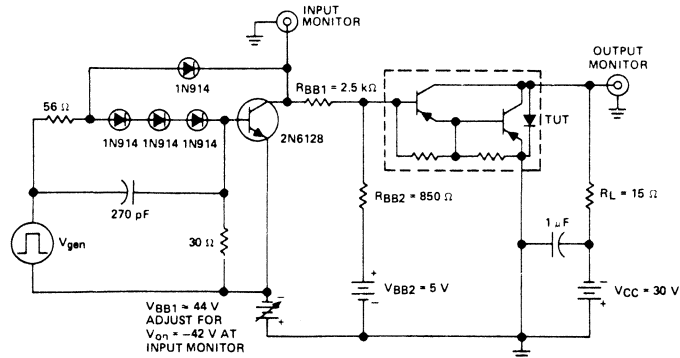 INPUT
MONITOR
OUTPUT
MONITOR
1N914
RBB1 = 2.5 kΩ
56 Ω
1N914 1N914 1N914
2N6128
TUT
270 pF
RBB2 = 850 Ω
RL = 15 Ω
1 μF
Vgen
30 Ω
VBB2 = 5 V
VCC = 30 V
VBB1 ≈ 44 V
ADJUST FOR
Von = −42 V AT
INPUT MONITOR